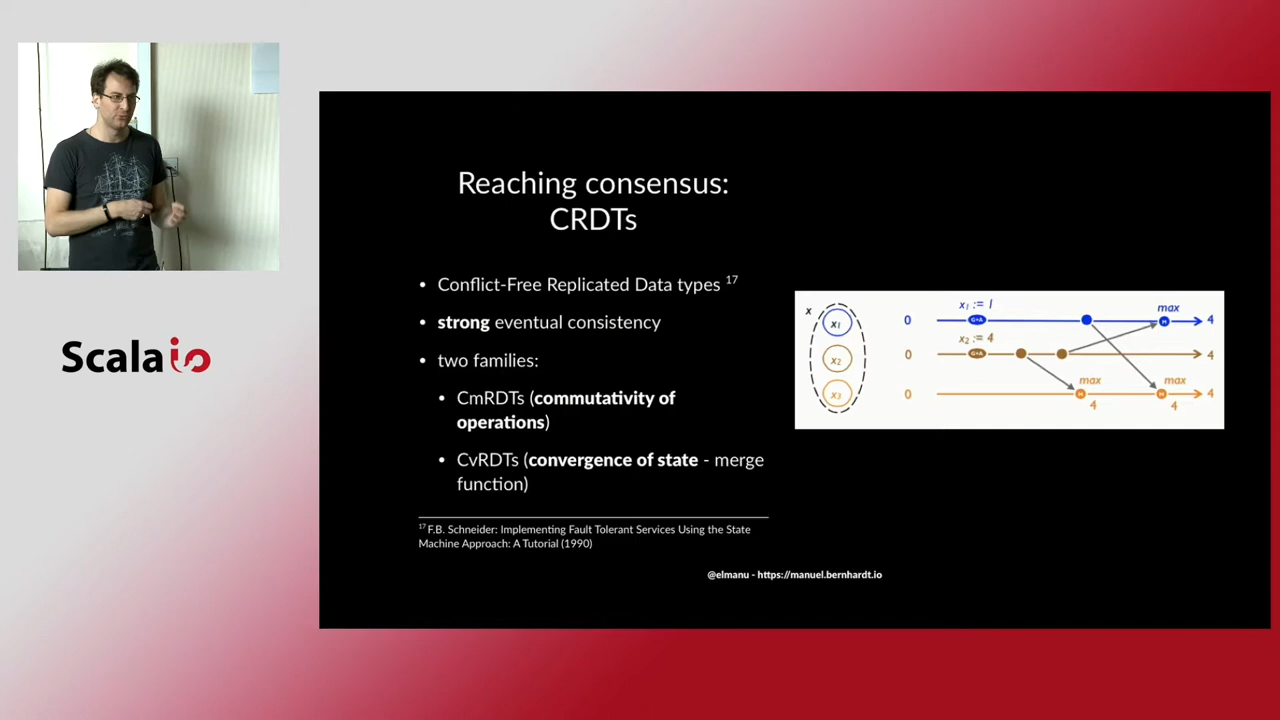 Scala io
Reaching consensus:
CRDTs
• Conflict-Free Replicated Data types 17
• strong eventual consistency
• two families:
• CmRDTs (commutativity of
operations)
• CvRDTs (convergence of state - merge
function)
17 F.B. Schneider: Implementing Fault Tolerant Services Using the State
Machine Approach: A Tutorial (1990)
@elmanu - https://manuel.bernhardt.io
x
x1 0 x1 := 1 G+A max M 4
x2 0 x2 := 4 G+A 4
x3 0 max M 4 max M 4 4